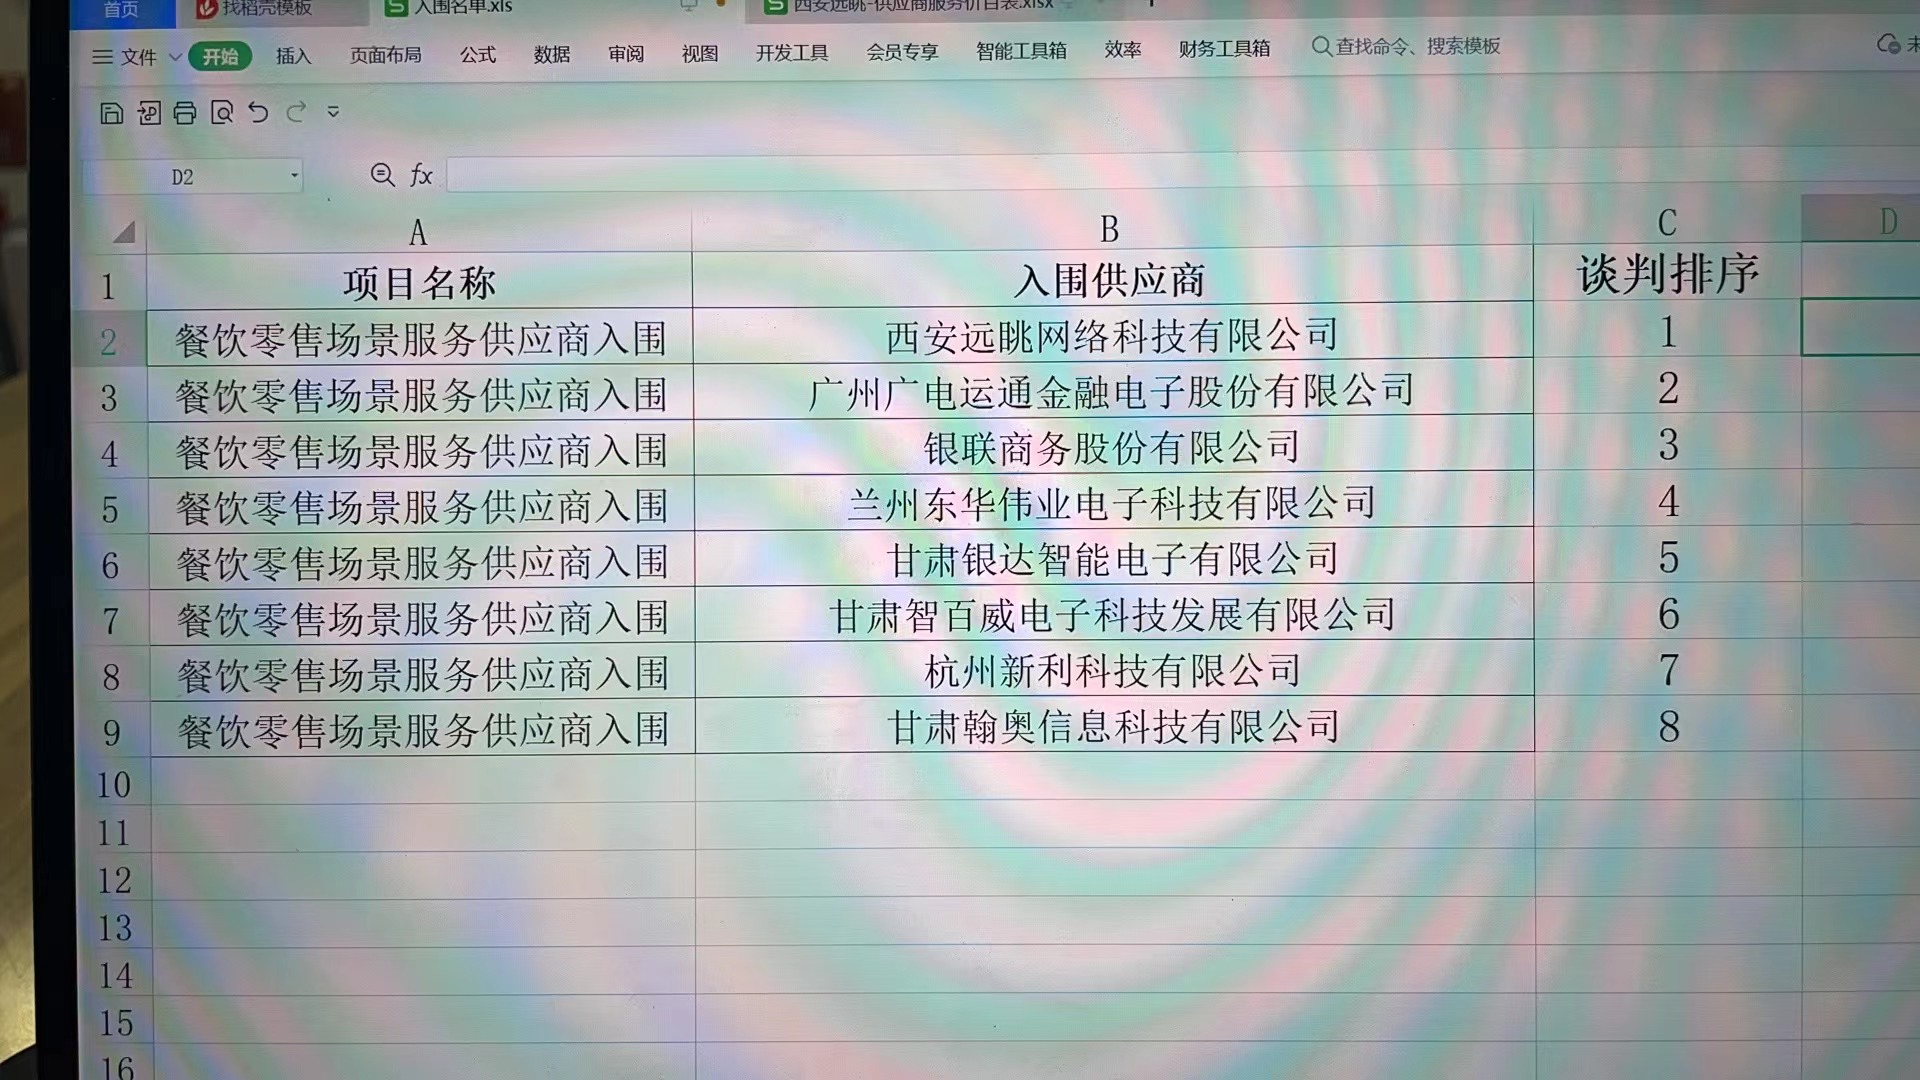 首页 找稻壳模板 入围名单.xls 西安远眺-供应商服务价目表.xlsx
文件 开始 插入 页面布局 公式 数据 审阅 视图 开发工具 会员专享 智能工具箱 效率 财务工具箱 查找命令、搜索模板
D2 fx
A B C D
1 项目名称 入围供应商 谈判排序
2 餐饮零售场景服务供应商入围 西安远眺网络科技有限公司 1
3 餐饮零售场景服务供应商入围 广州广电运通金融电子股份有限公司 2
4 餐饮零售场景服务供应商入围 银联商务股份有限公司 3
5 餐饮零售场景服务供应商入围 兰州东华伟业电子科技有限公司 4
6 餐饮零售场景服务供应商入围 甘肃银达智能电子有限公司 5
7 餐饮零售场景服务供应商入围 甘肃智百威电子科技发展有限公司 6
8 餐饮零售场景服务供应商入围 杭州新利科技有限公司 7
9 餐饮零售场景服务供应商入围 甘肃翰奥信息科技有限公司 8
10
11
12
13
14
15
16